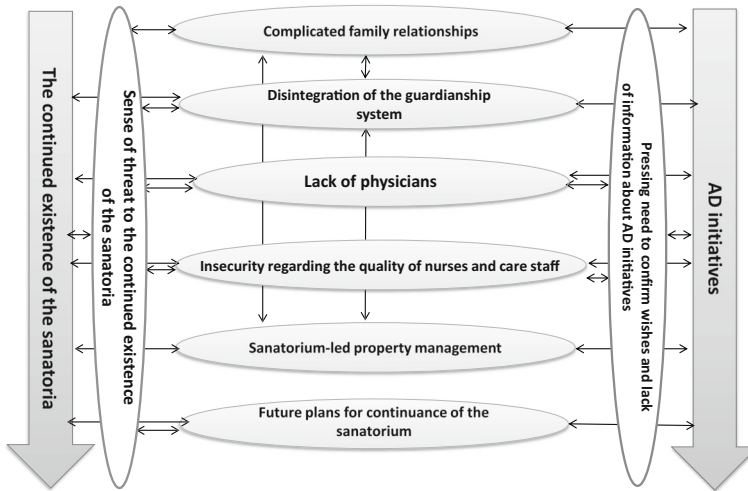 The continued existence of the sanatoria
Sense of threat to the continued existence
of the sanatoria
Complicated family relationships
Disintegration of the guardianship
system
Lack of physicians
Insecurity regarding the quality of nurses and care staff
Sanatorium-led property management
Future plans for continuance of the
sanatorium
Pressing need to confirm wishes and lack
of information about AD initiatives
AD initiatives